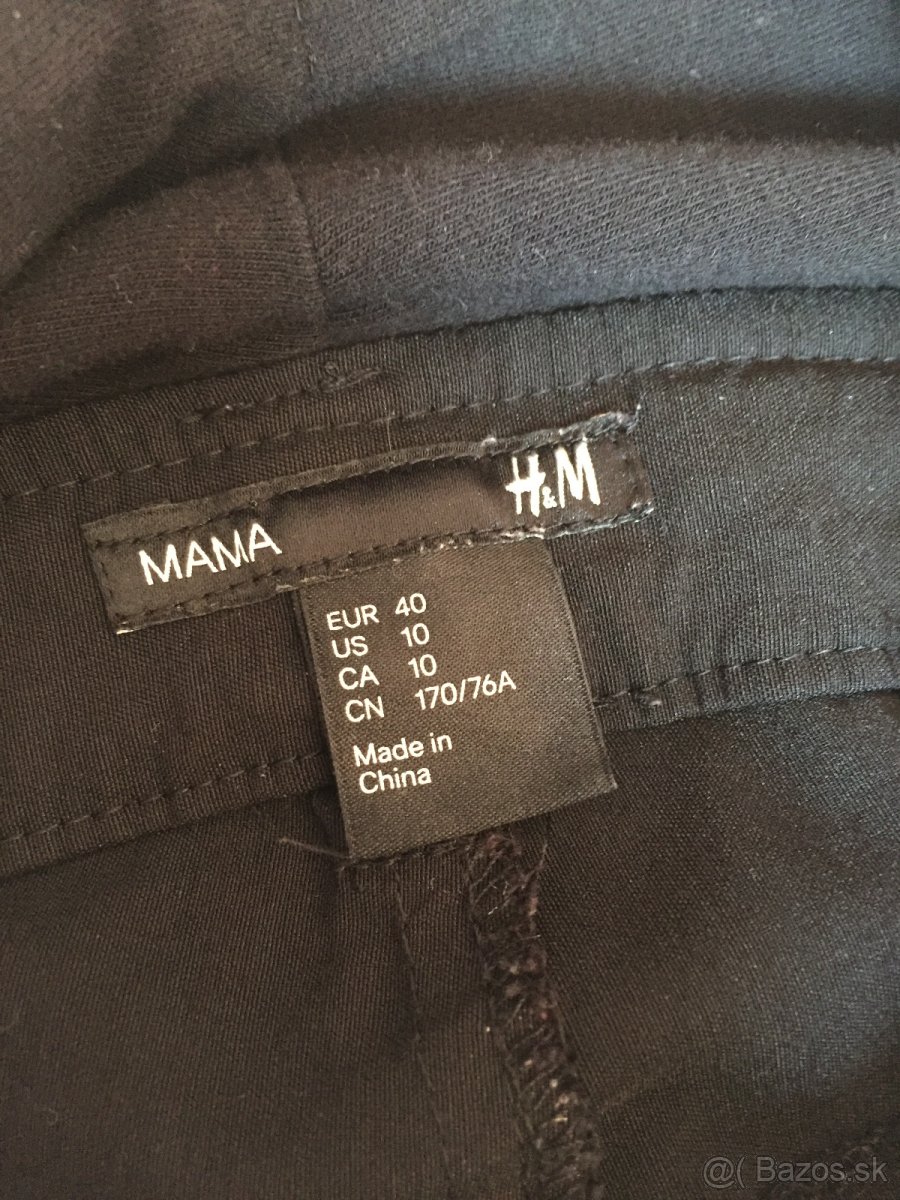 MAMA H&M
EUR 40
US 10
CA 10
CN 170/76A
Made in
China
@( Bazos.sk